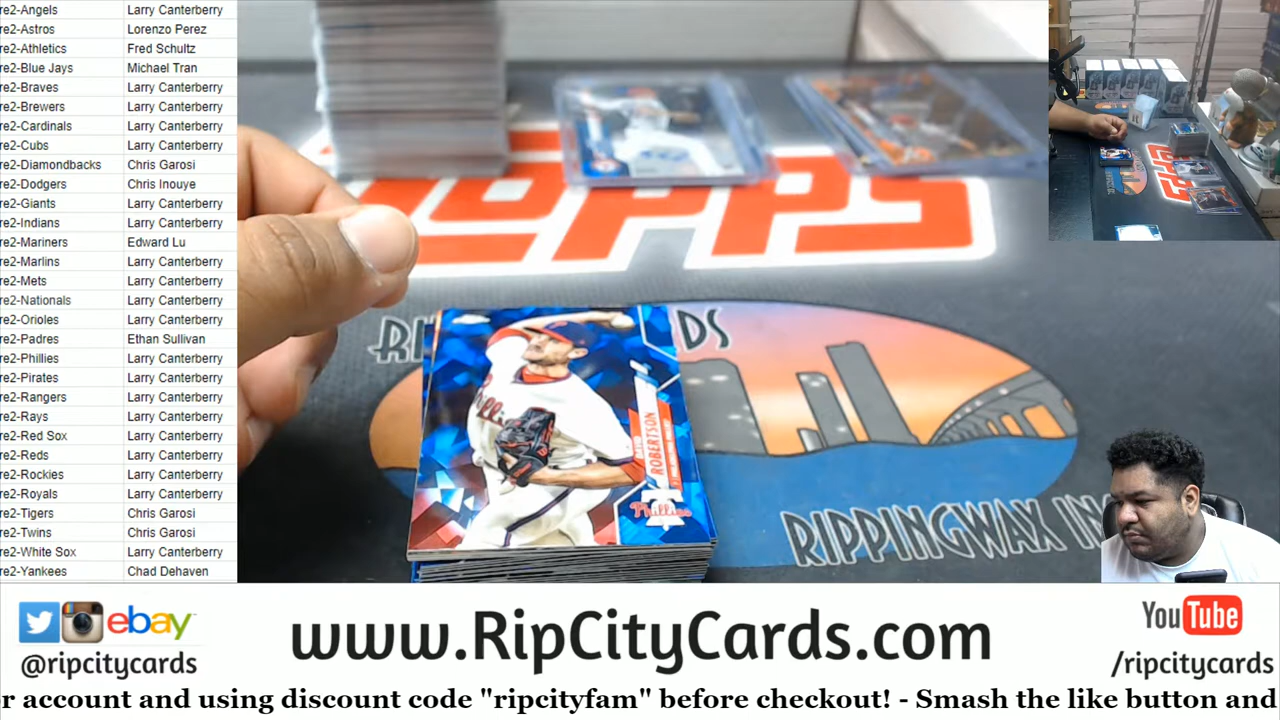 re2-Angels Larry Canterberry
re2-Astros Lorenzo Perez
re2-Athletics Fred Schultz
re2-Blue Jays Michael Tran
re2-Braves Larry Canterberry
re2-Brewers Larry Canterberry
re2-Cardinals Larry Canterberry
re2-Cubs Larry Canterberry
re2-Diamondbacks Chris Garosi
re2-Dodgers Chris Inouye
re2-Giants Larry Canterberry
re2-Indians Larry Canterberry
re2-Mariners Edward Lu
re2-Marlins Larry Canterberry
re2-Mets Larry Canterberry
re2-Nationals Larry Canterberry
re2-Orioles Larry Canterberry
re2-Padres Ethan Sullivan
re2-Phillies Larry Canterberry
re2-Pirates Larry Canterberry
re2-Rangers Larry Canterberry
re2-Rays Larry Canterberry
re2-Red Sox Larry Canterberry
re2-Reds Larry Canterberry
re2-Rockies Larry Canterberry
re2-Royals Larry Canterberry
re2-Tigers Chris Garosi
re2-Twins Chris Garosi
re2-White Sox Larry Canterberry
re2-Yankees Chad Dehaven
TOPPS
RI DS
ROBERTSON
Phillies
RIPPINGWAX IN
ebay
@ripcitycards
www.RipCityCards.com
YouTube
/ripcitycards
r account and using discount code "ripcityfam" before checkout! - Smash the like button and